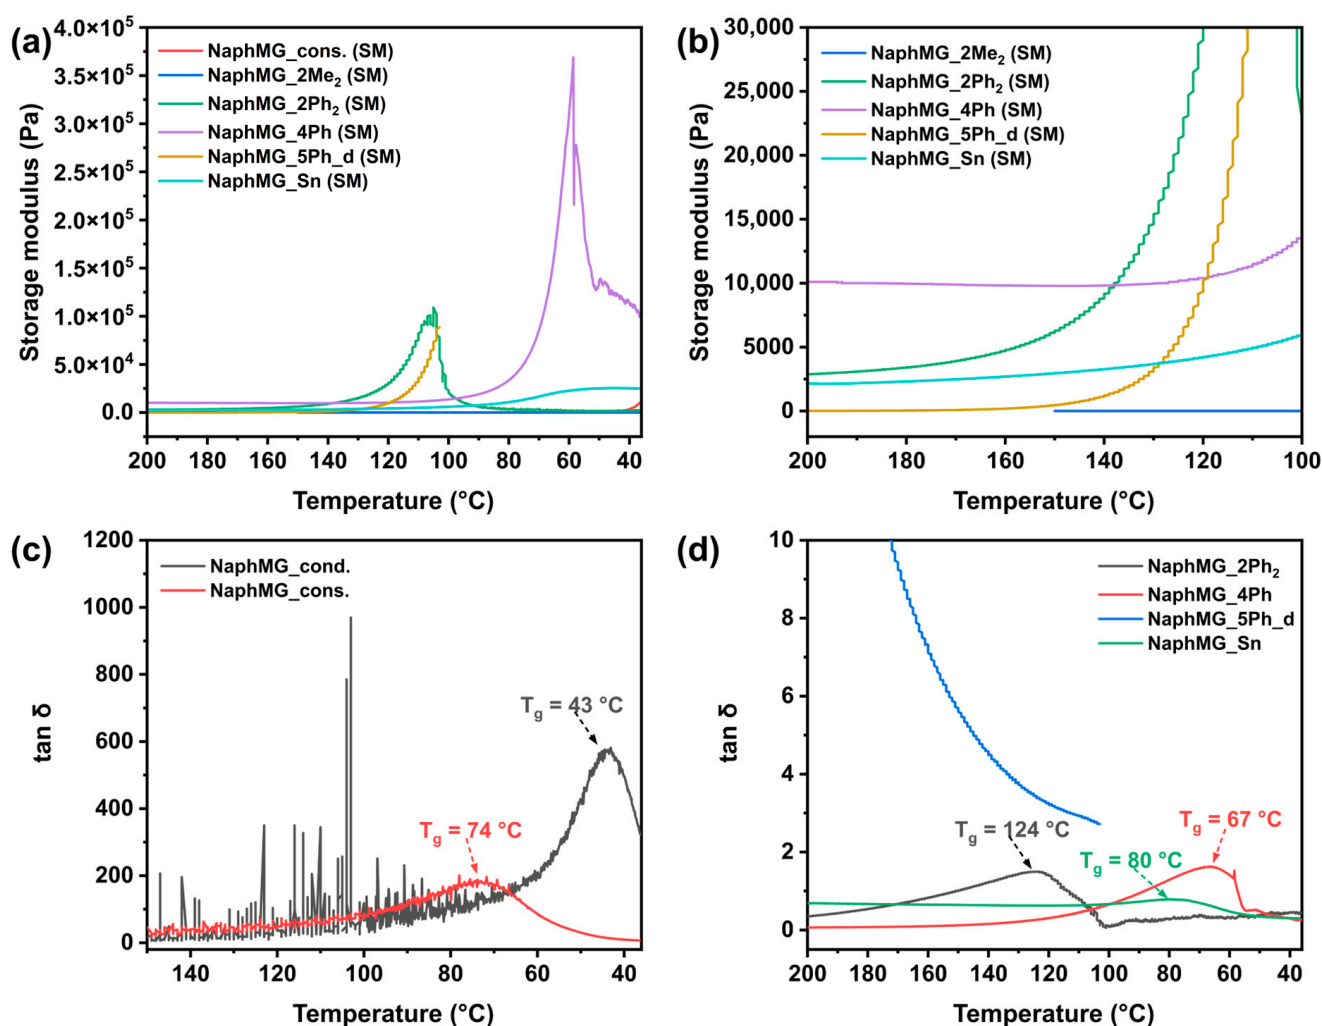 (a)
NaphMG_cons. (SM)
NaphMG_2Me₂ (SM)
NaphMG_2Ph₂ (SM)
NaphMG_4Ph (SM)
NaphMG_5Ph_d (SM)
NaphMG_Sn (SM)
Storage modulus (Pa)
4.0×10⁵
3.5×10⁵
3.0×10⁵
2.5×10⁵
2.0×10⁵
1.5×10⁵
1.0×10⁵
5.0×10⁴
0.0
200 180 160 140 120 100 80 60 40
Temperature (°C)
(b)
NaphMG_2Me₂ (SM)
NaphMG_2Ph₂ (SM)
NaphMG_4Ph (SM)
NaphMG_5Ph_d (SM)
NaphMG_Sn (SM)
Storage modulus (Pa)
30,000
25,000
20,000
15,000
10,000
5000
0
200 180 160 140 120 100
Temperature (°C)
(c)
NaphMG_cond.
NaphMG_cons.
tan δ
1200
1000
800
600
400
200
0
T_g = 43 °C
T_g = 74 °C
140 120 100 80 60 40
Temperature (°C)
(d)
NaphMG_2Ph₂
NaphMG_4Ph
NaphMG_5Ph_d
NaphMG_Sn
tan δ
10
8
6
4
2
0
T_g = 124 °C
T_g = 67 °C
T_g = 80 °C
200 180 160 140 120 100 80 60 40
Temperature (°C)